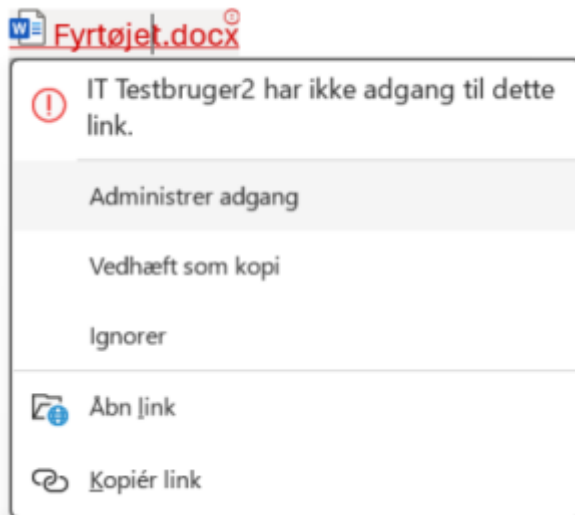 Fyrtøjet.docx
IT Testbruger2 har ikke adgang til dette
link.
Administrer adgang
Vedhæft som kopi
Ignorer
Åbn link
Kopiér link